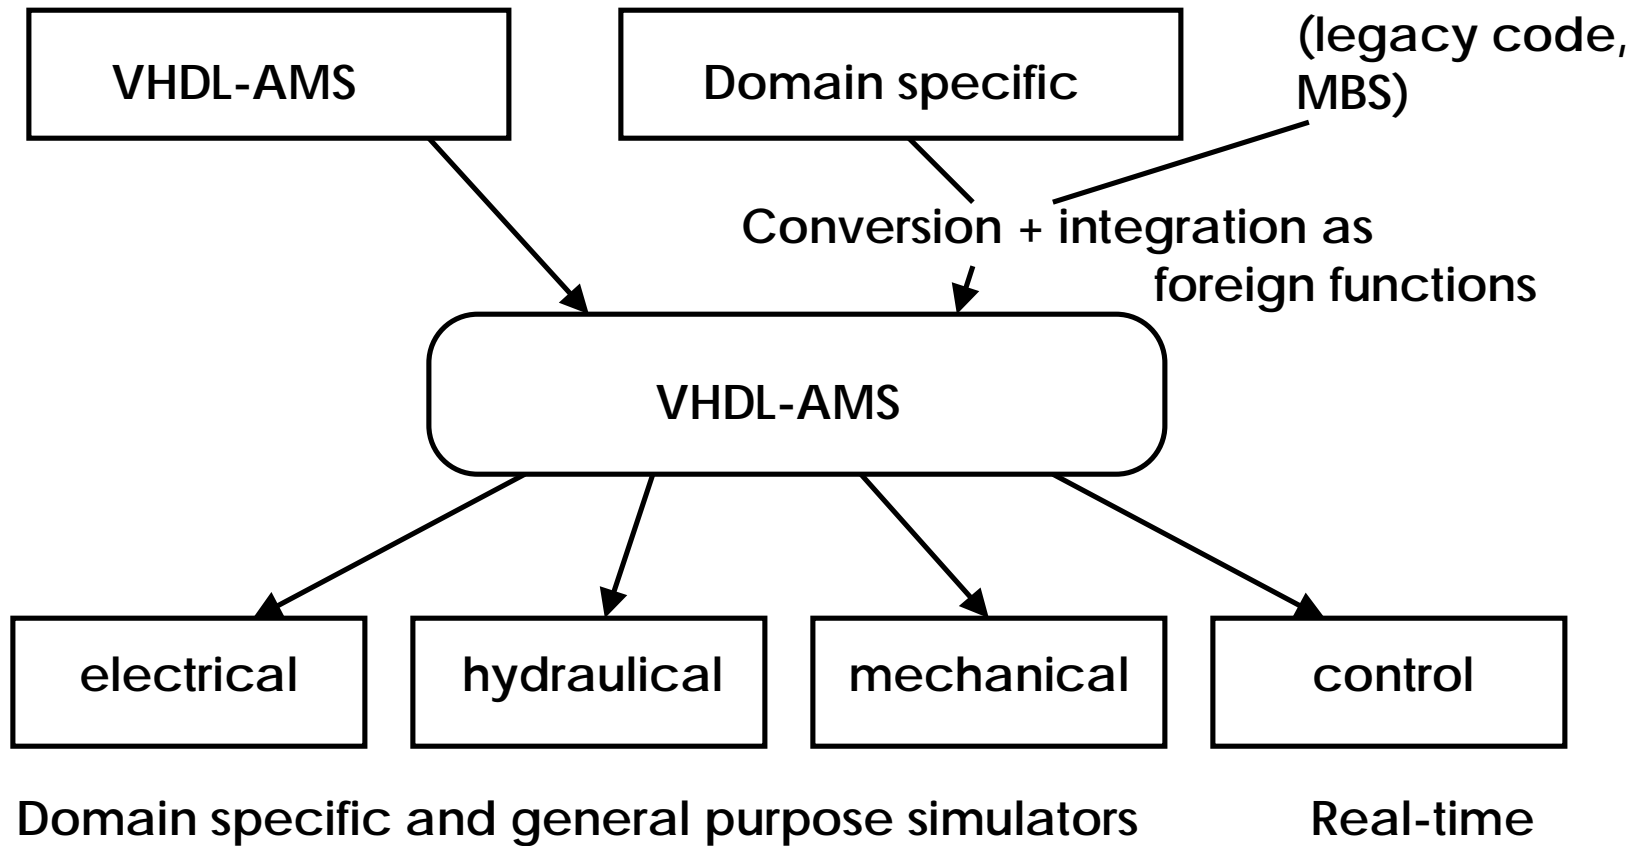 VHDL-AMS
Domain specific
(legacy code,
MBS)
Conversion + integration as
foreign functions
VHDL-AMS
electrical
hydraulical
mechanical
control
Domain specific and general purpose simulators
Real-time